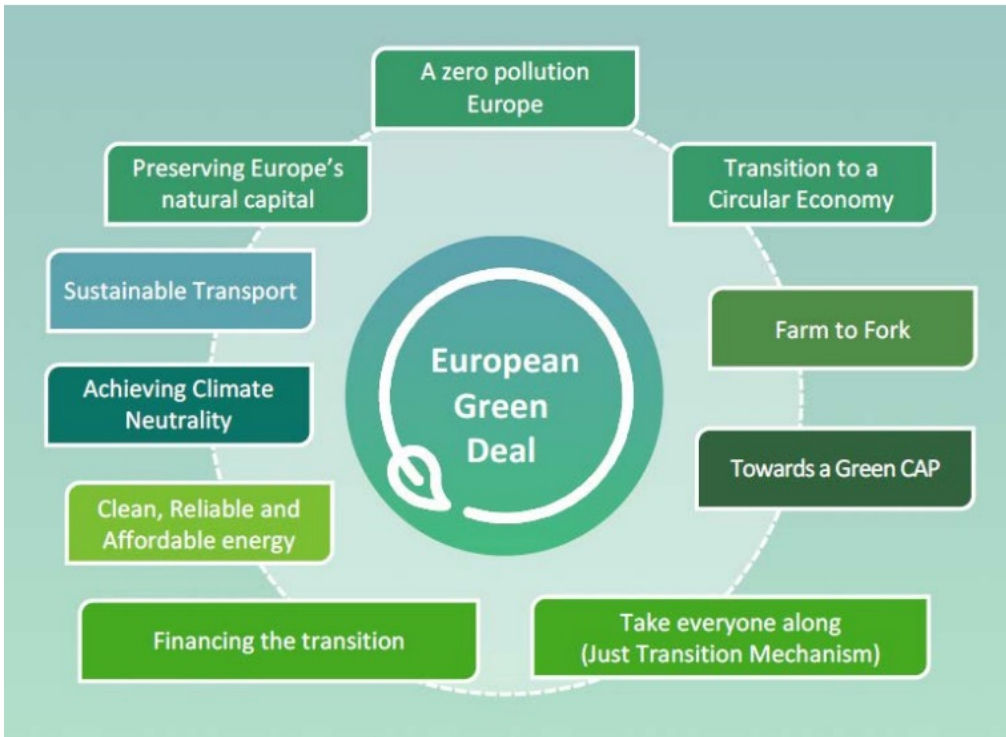 A zero pollution
Europe
Preserving Europe's
natural capital
Transition to a
Circular Economy
Sustainable Transport
Farm to Fork
European
Green
Deal
Achieving Climate
Neutrality
Towards a Green CAP
Clean, Reliable and
Affordable energy
Financing the transition
Take everyone along
(Just Transition Mechanism)